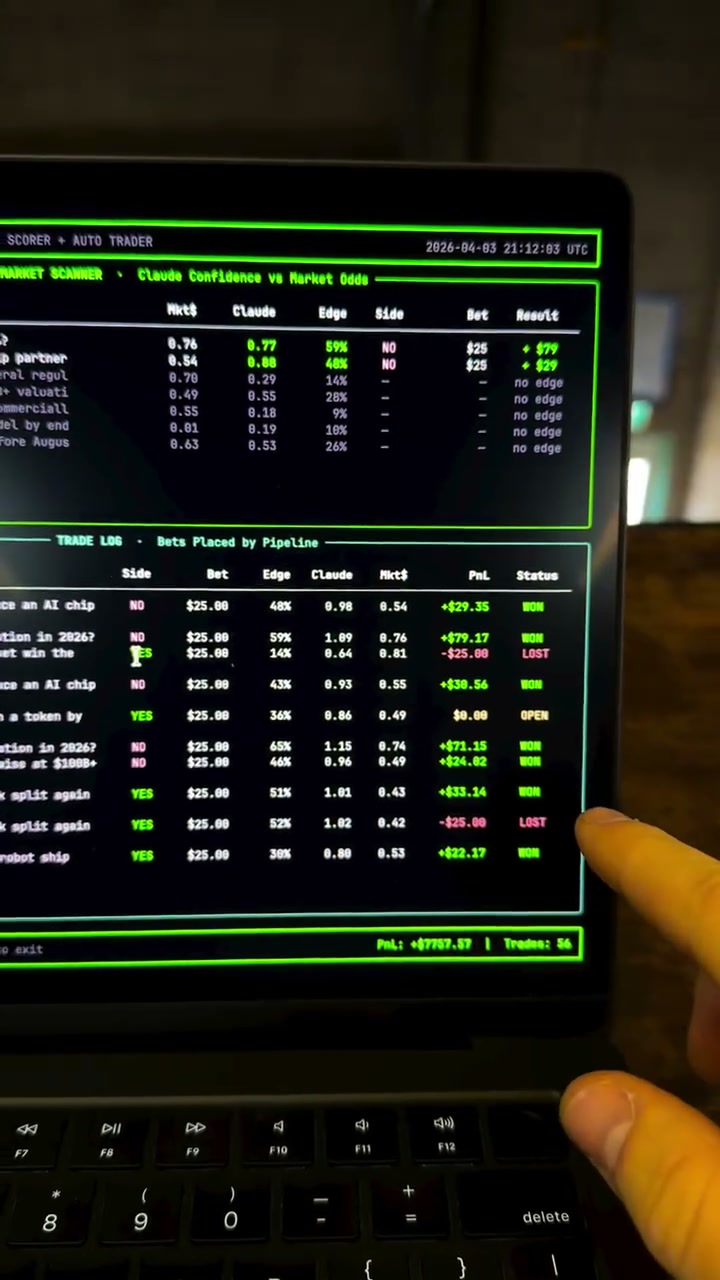 SCORER + AUTO TRADER 2026-04-03 21:12:03 UTC
MARKET SCANNER · Claude Confidence vs Market Odds
Mkt$ Claude Edge Side Bet Result
? 0.76 0.77 59% NO $25 + $79
p partner 0.54 0.88 48% NO $25 + $29
eral regul 0.70 0.29 14% — — no edge
B+ valuati 0.49 0.55 28% — — no edge
ommerciall 0.55 0.18 9% — — no edge
del by end 0.01 0.19 10% — — no edge
fore Augus 0.63 0.53 26% — — no edge
TRADE LOG · Bets Placed by Pipeline
Side Bet Edge Claude Mkt$ PnL Status
ce an AI chip NO $25.00 48% 0.98 0.54 +$29.35 WON
tion in 2026? NO $25.00 59% 1.09 0.76 +$79.17 WON
et win the YES $25.00 14% 0.64 0.81 -$25.00 LOST
ce an AI chip NO $25.00 43% 0.93 0.55 +$30.56 WON
h a token by YES $25.00 36% 0.86 0.49 $0.00 OPEN
tion in 2026? NO $25.00 65% 1.15 0.74 +$71.15 WON
aise at $100B+ NO $25.00 46% 0.96 0.49 +$24.02 WON
k split again YES $25.00 51% 1.01 0.43 +$33.14 WON
k split again YES $25.00 52% 1.02 0.42 -$25.00 LOST
robot ship YES $25.00 30% 0.80 0.53 +$22.17 WON
o exit PnL: +$7757.57 | Trades: 56
F7 F8 F9 F10 F11 F12
* ( ) — +
8 9 0 - = delete
{ } |